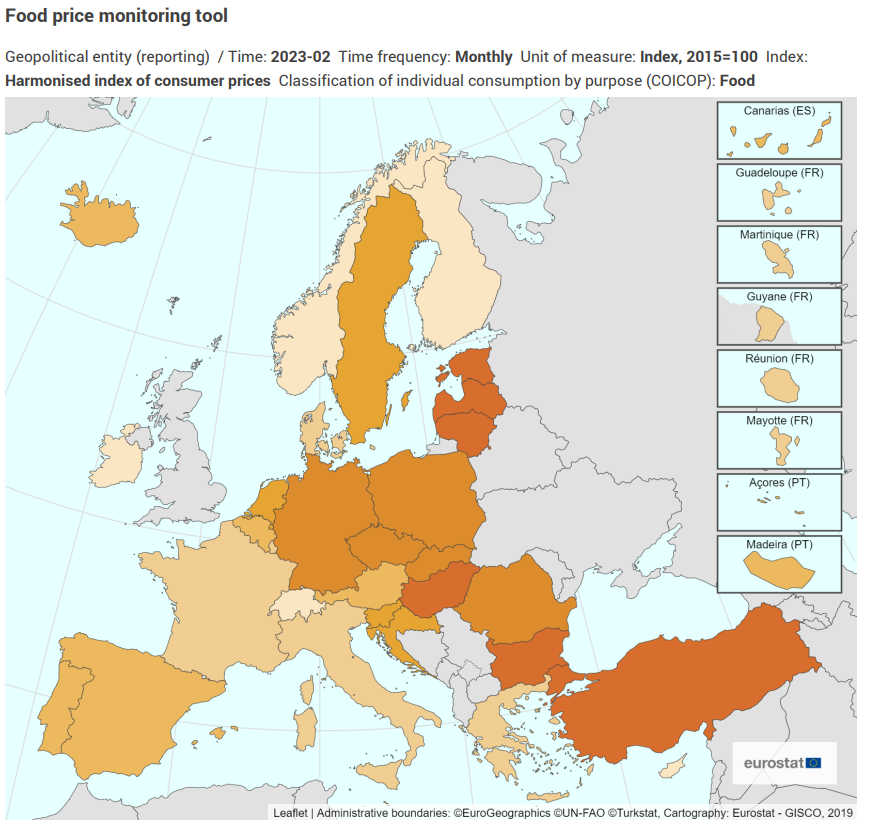 Food price monitoring tool
Geopolitical entity (reporting) / Time: 2023-02 Time frequency: Monthly Unit of measure: Index, 2015=100 Index:
Harmonised index of consumer prices Classification of individual consumption by purpose (COICOP): Food
Canarias (ES)
Guadeloupe (FR)
Martinique (FR)
Guyane (FR)
Réunion (FR)
Mayotte (FR)
Açores (PT)
Madeira (PT)
eurostat
Leaflet | Administrative boundaries: ©EuroGeographics ©UN-FAO ©Turkstat, Cartography: Eurostat - GISCO, 2019